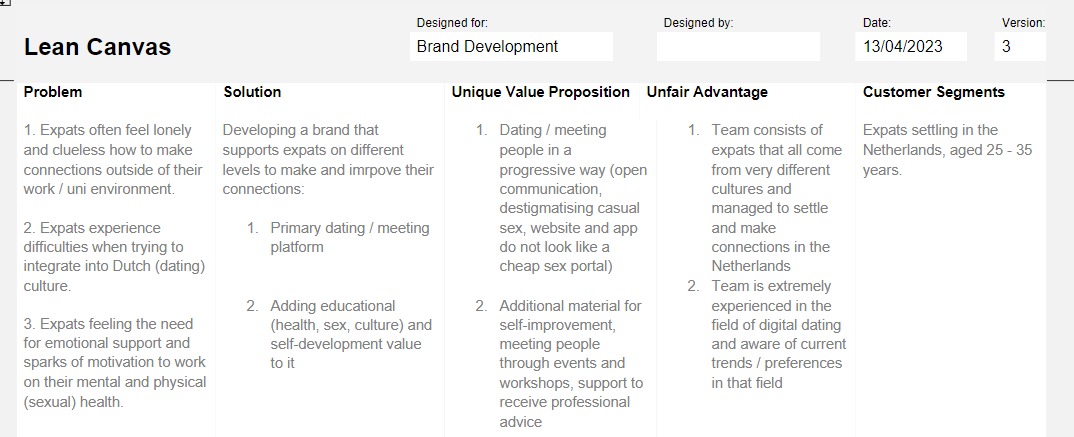 Lean Canvas
Designed for:
Brand Development
Designed by:
Date:
13/04/2023
Version:
3
Problem
1. Expats often feel lonely
and clueless how to make
connections outside of their
work / uni environment.
2. Expats experience
difficulties when trying to
integrate into Dutch (dating)
culture.
3. Expats feeling the need
for emotional support and
sparks of motivation to work
on their mental and physical
(sexual) health.
Solution
Developing a brand that
supports expats on different
levels to make and imrpove their
connections:
1. Primary dating / meeting
platform
2. Adding educational
(health, sex, culture) and
self-development value
to it
Unique Value Proposition
1. Dating / meeting
people in a
progressive way (open
communication,
destigmatising casual
sex, website and app
do not look like a
cheap sex portal)
2. Additional material for
self-improvement,
meeting people
through events and
workshops, support to
receive professional
advice
Unfair Advantage
1. Team consists of
expats that all come
from very different
cultures and
managed to settle
and make
connections in the
Netherlands
2. Team is extremely
experienced in the
field of digital dating
and aware of current
trends / preferences
in that field
Customer Segments
Expats settling in the
Netherlands, aged 25 - 35
years.